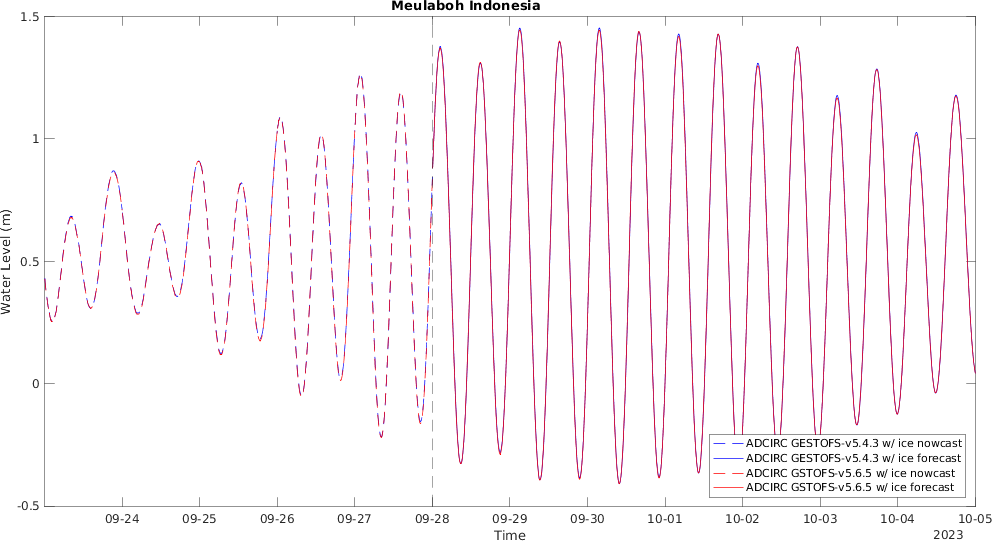 Meulaboh Indonesia
Water Level (m)
1.5
1
0.5
0
-0.5
09-24
09-25
09-26
09-27
09-28
09-29
09-30
10-01
10-02
10-03
10-04
10-05
Time
2023
ADCIRC GESTOFS-v5.4.3 w/ ice nowcast
ADCIRC GESTOFS-v5.4.3 w/ ice forecast
ADCIRC GSTOFS-v5.6.5 w/ ice nowcast
ADCIRC GSTOFS-v5.6.5 w/ ice forecast